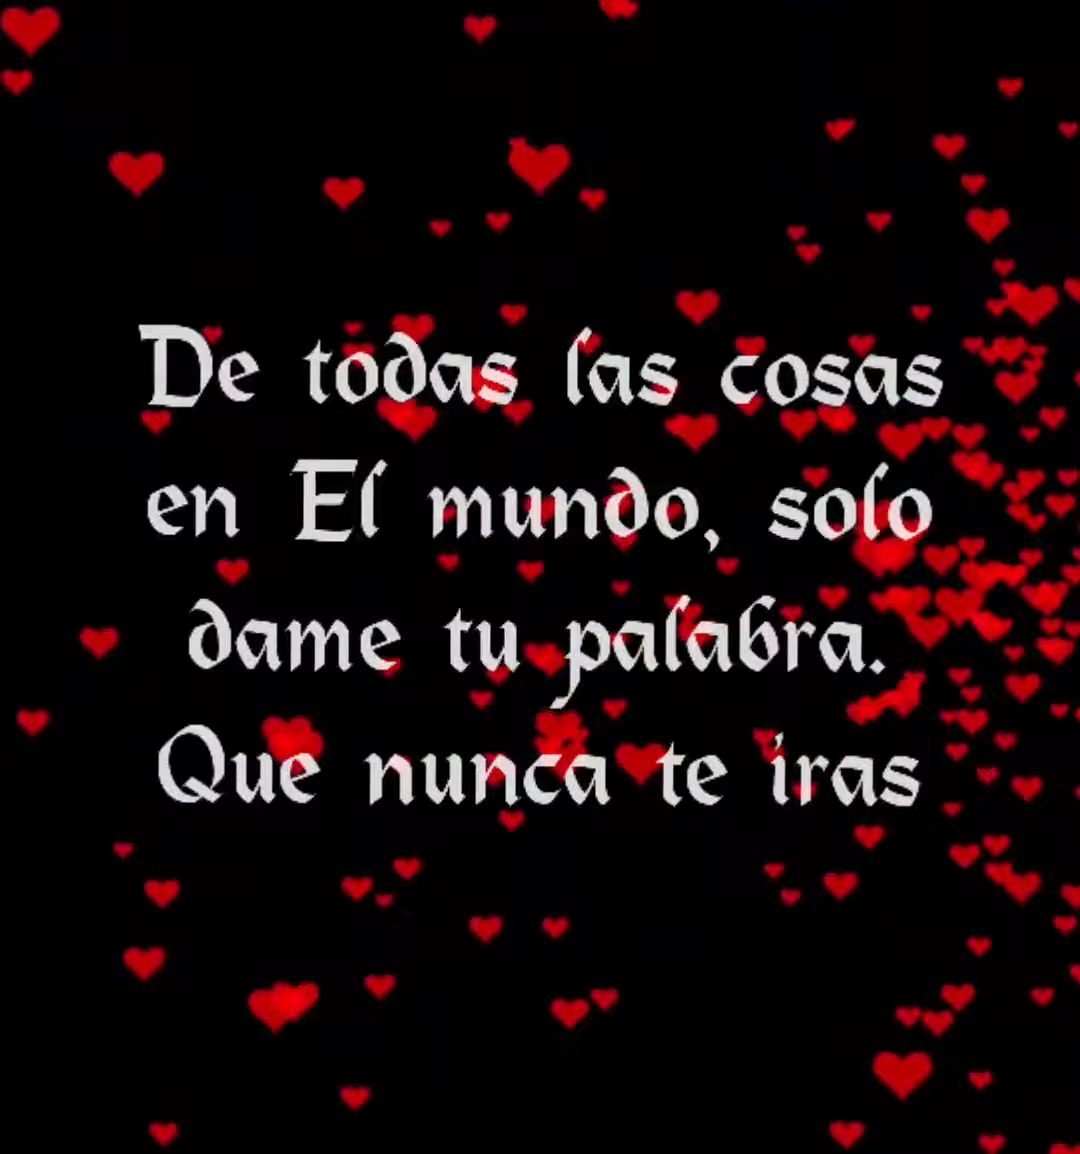 De todas las cosas
en El mundo, solo
dame tu palabra.
Que nunca te iras